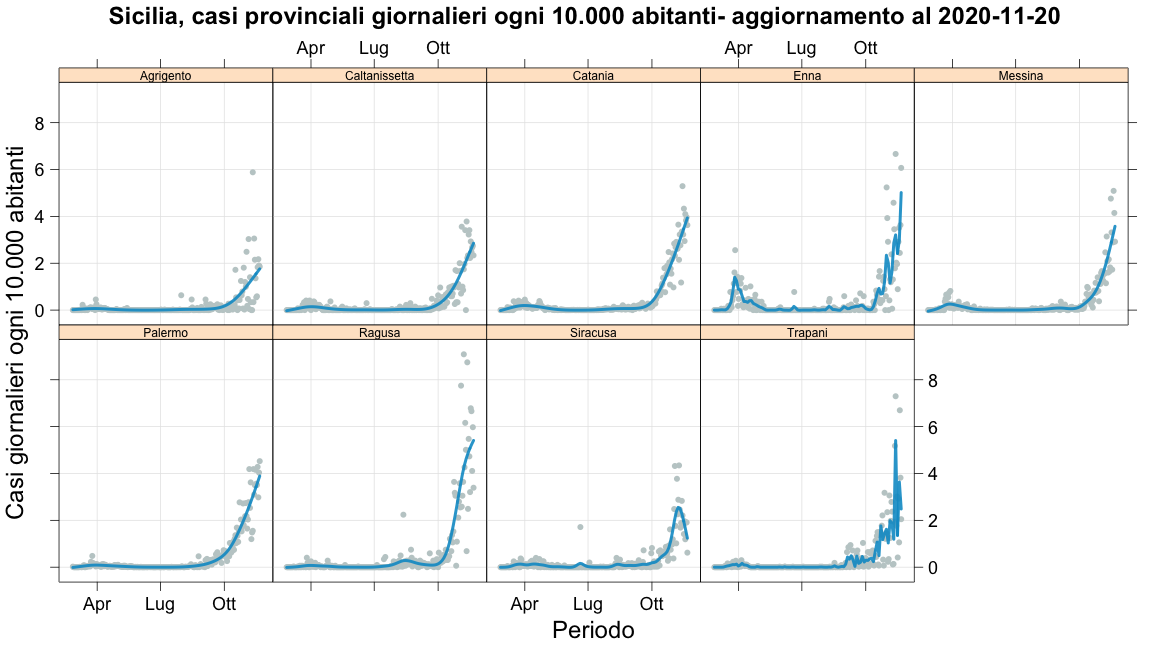 Sicilia, casi provinciali giornalieri ogni 10.000 abitanti- aggiornamento al 2020-11-20
Apr Lug Ott Apr Lug Ott
Agrigento Caltanissetta Catania Enna Messina
8
6
4
2
0
Palermo Ragusa Siracusa Trapani
8
6
4
2
0
Apr Lug Ott Apr Lug Ott
Periodo
Casi giornalieri ogni 10.000 abitanti